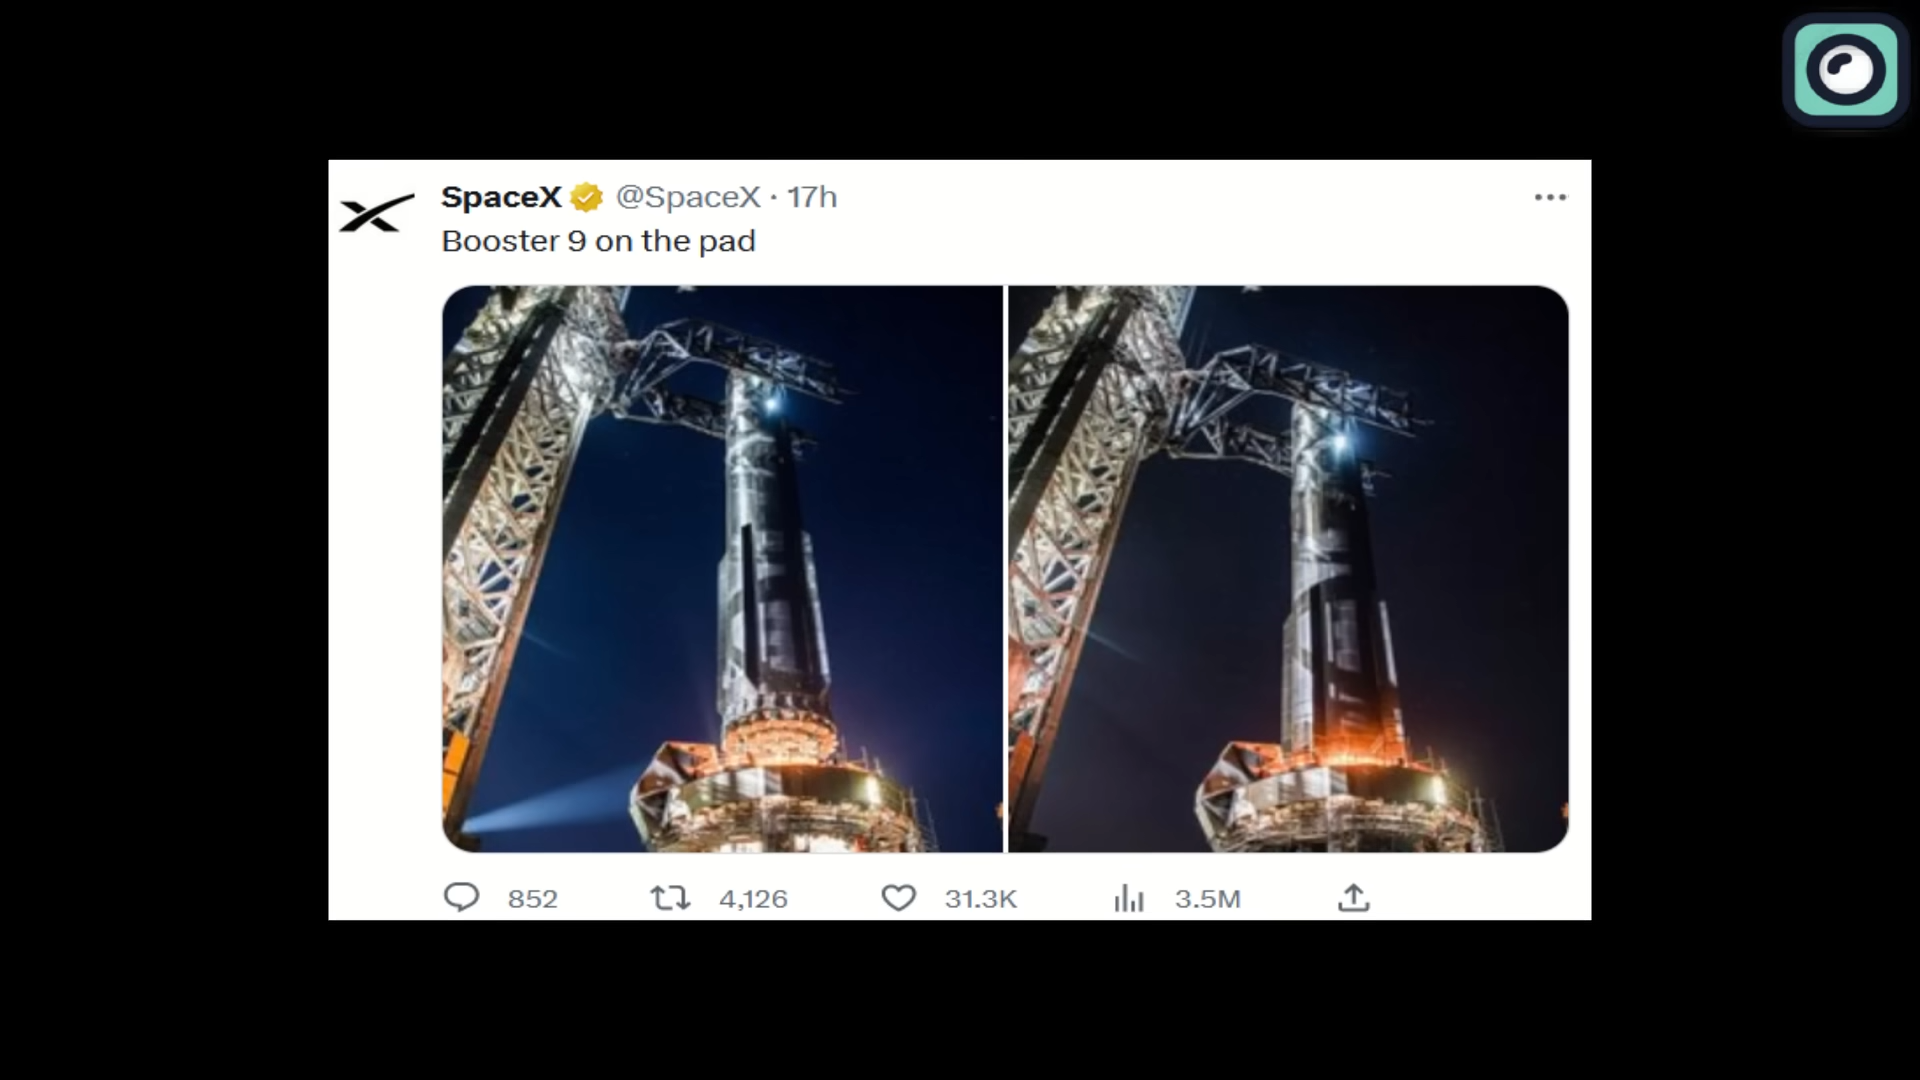 SpaceX @SpaceX · 17h
Booster 9 on the pad
852 4,126 31.3K 3.5M